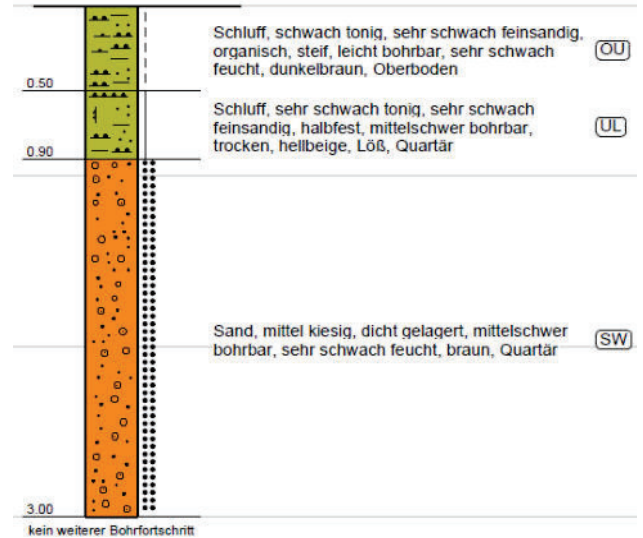 Schluff, schwach tonig, sehr schwach feinsandig,
organisch, steif, leicht bohrbar, sehr schwach
feucht, dunkelbraun, Oberboden
OU
0.50
Schluff, sehr schwach tonig, sehr schwach
feinsandig, halbfest, mittelschwer bohrbar,
trocken, hellbeige, Löß, Quartär
UL
0.90
Sand, mittel kiesig, dicht gelagert, mittelschwer
bohrbar, sehr schwach feucht, braun, Quartär
SW
3.00
kein weiterer Bohrfortschritt